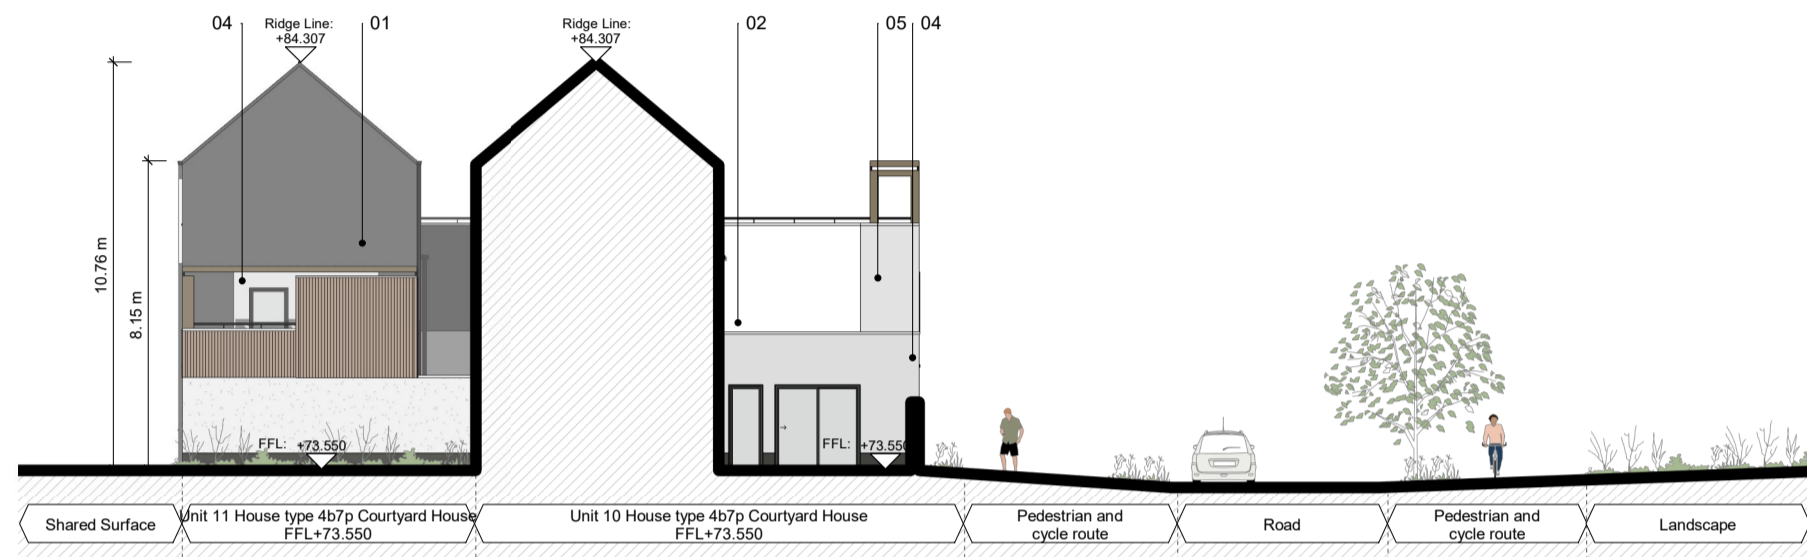 04
Ridge Line:
+84.307
01
Ridge Line:
+84.307
02
05
04
10.76 m
8.15 m
FFL: +73.550
FFL: +73.550
Shared Surface
Unit 11 House type 4b7p Courtyard House
FFL+73.550
Unit 10 House type 4b7p Courtyard House
FFL+73.550
Pedestrian and
cycle route
Road
Pedestrian and
cycle route
Landscape